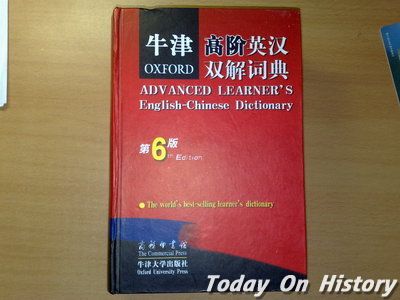 牛津 高阶英汉
OXFORD 双解词典
ADVANCED LEARNER'S
English-Chinese Dictionary
第6版
th Edition
The world's best-selling learner's dictionary
商务印书馆
The Commercial Press
牛津大学出版社
Oxford University Press
Today On History